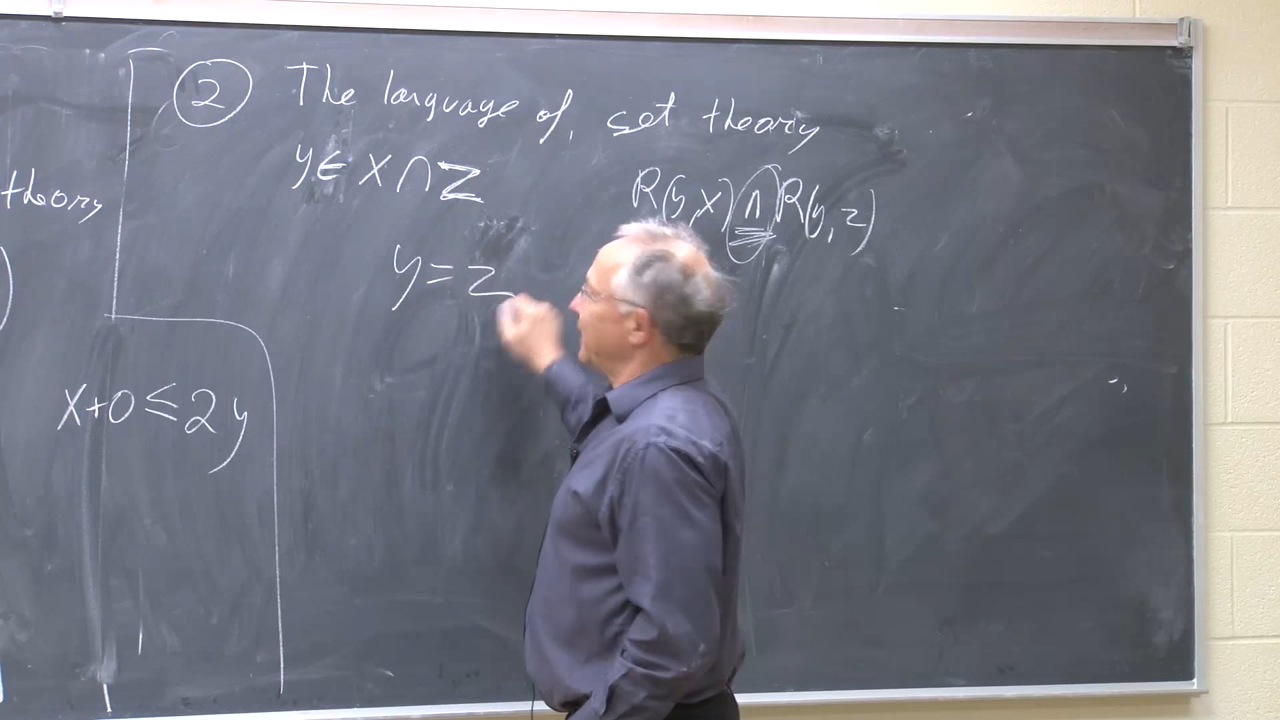 ② The language of set theory
theory
y ∈ X ∩ Z
R(y, x) ∧ R(y, z)
y = z
)
x+0 ≤ 2y